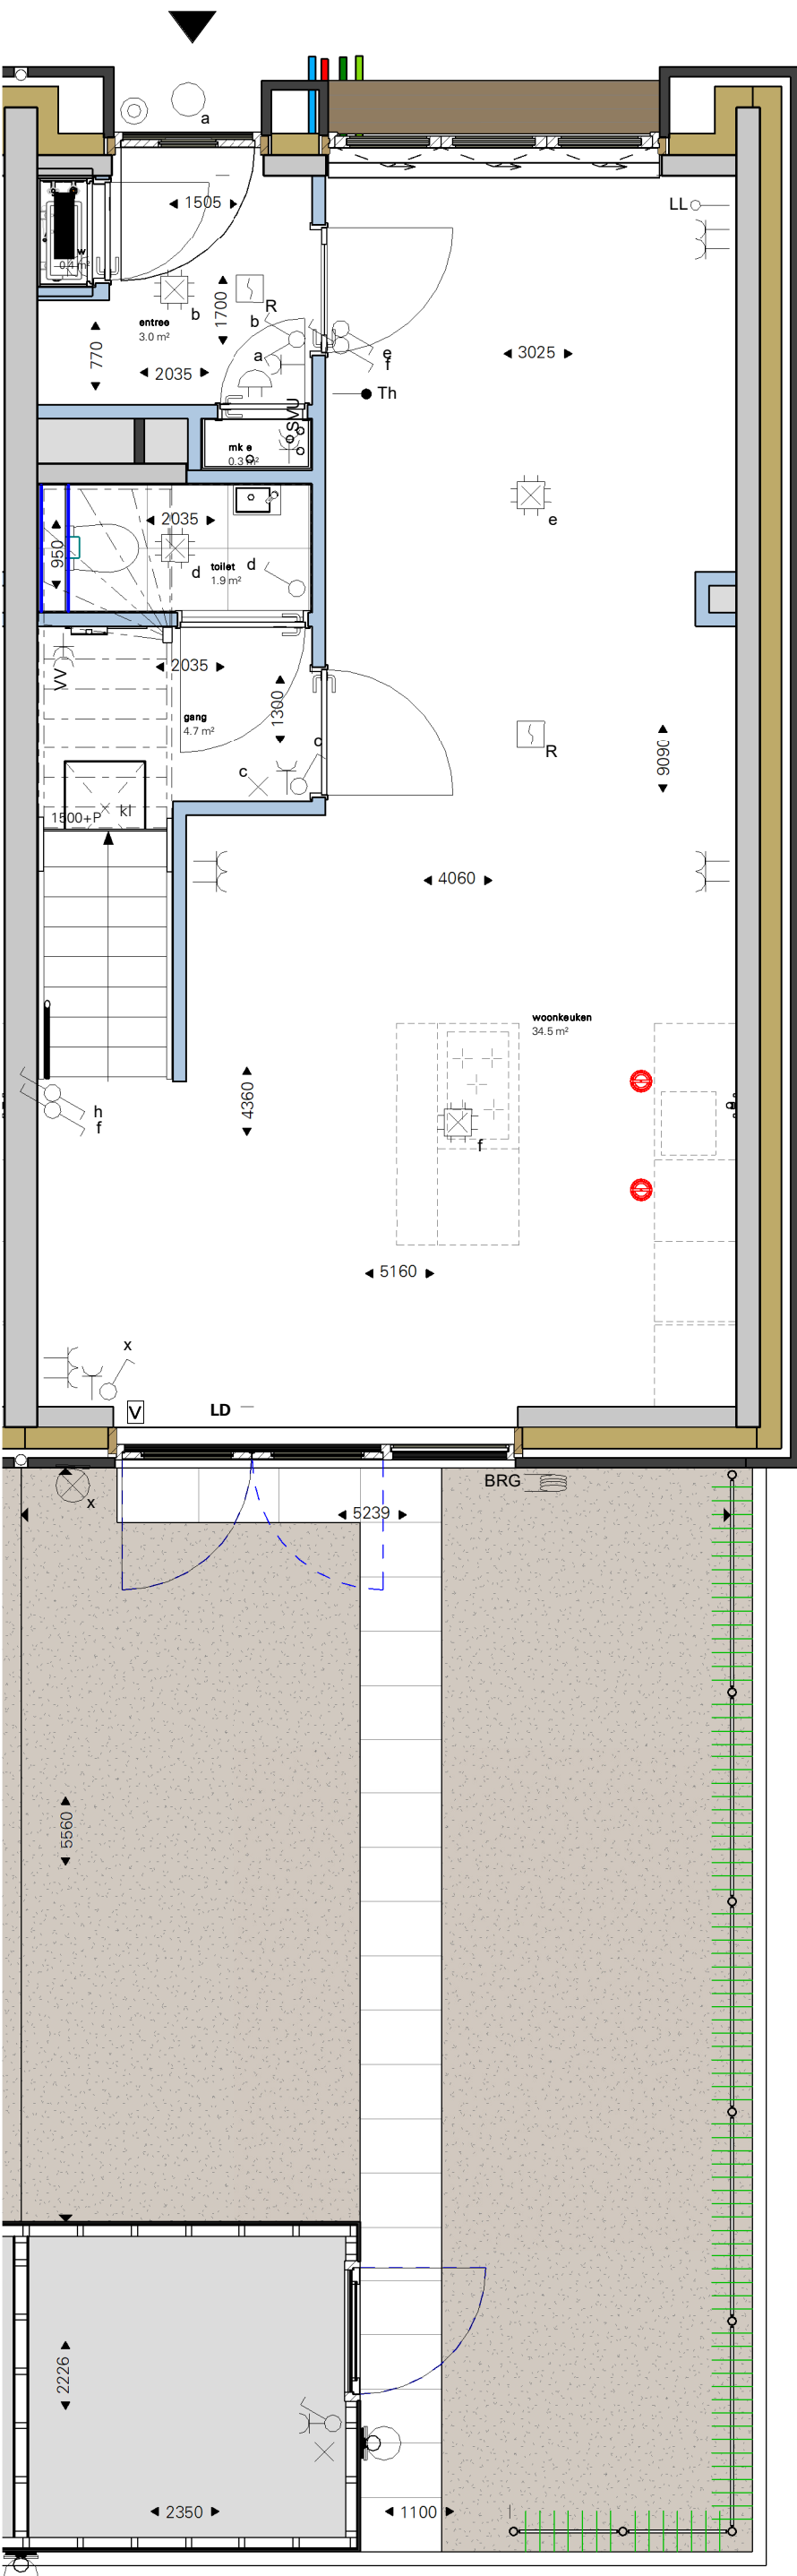 a
1505
LL
w
0.4 m²
b
R
1700
b
entree
3.0 m²
a
e
f
770
2035
3025
Th
SVU
mk e
0.3 m²
e
2035
950
d
toilet
1.9 m²
d
VV
2035
gang
4.7 m²
1300
c
c
R
9090
1500+P
kl
4060
woonkeuken
34.5 m²
4360
h
f
f
5160
x
V
LD
x
BRG
5239
5560
2226
2350
1100